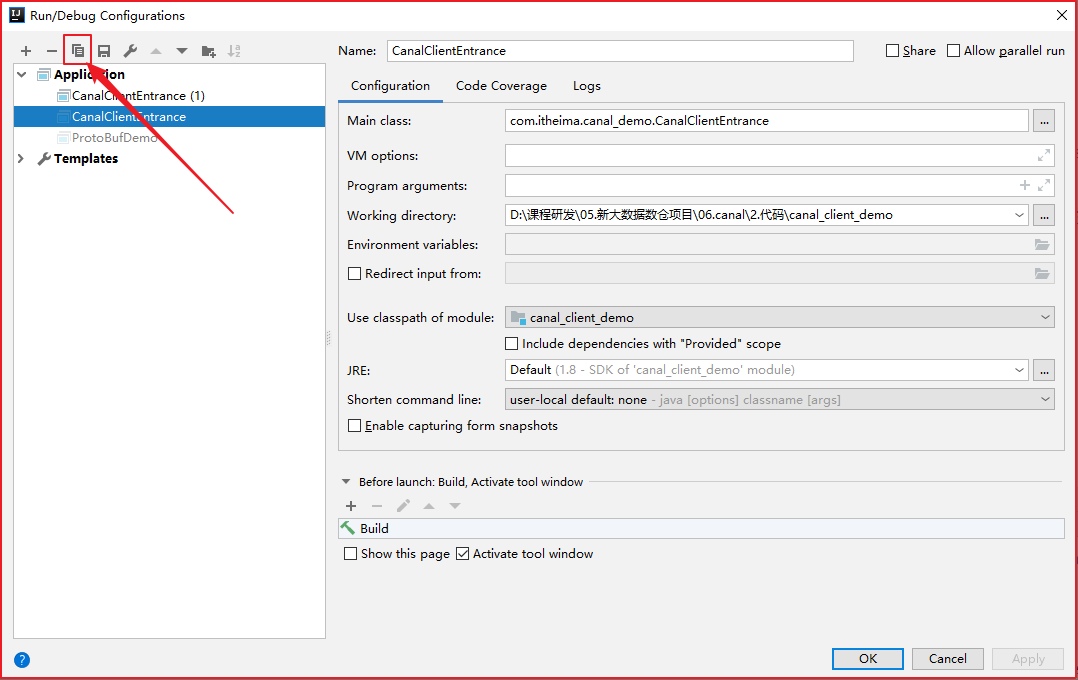 Run/Debug Configurations
Name: CanalClientEntrance
Share
Allow parallel run
Application
CanalClientEntrance (1)
CanalClientEntrance
ProtoBufDemo
Templates
Configuration
Code Coverage
Logs
Main class: com.itheima.canal_demo.CanalClientEntrance ...
VM options:
Program arguments:
Working directory: D:\课程研发\05.新大数据数仓项目\06.canal\2.代码\canal_client_demo ...
Environment variables:
Redirect input from:
Use classpath of module: canal_client_demo
Include dependencies with "Provided" scope
JRE: Default (1.8 - SDK of 'canal_client_demo' module) ...
Shorten command line: user-local default: none - java [options] classname [args]
Enable capturing form snapshots
Before launch: Build, Activate tool window
Build
Show this page
Activate tool window
?
OK
Cancel
Apply